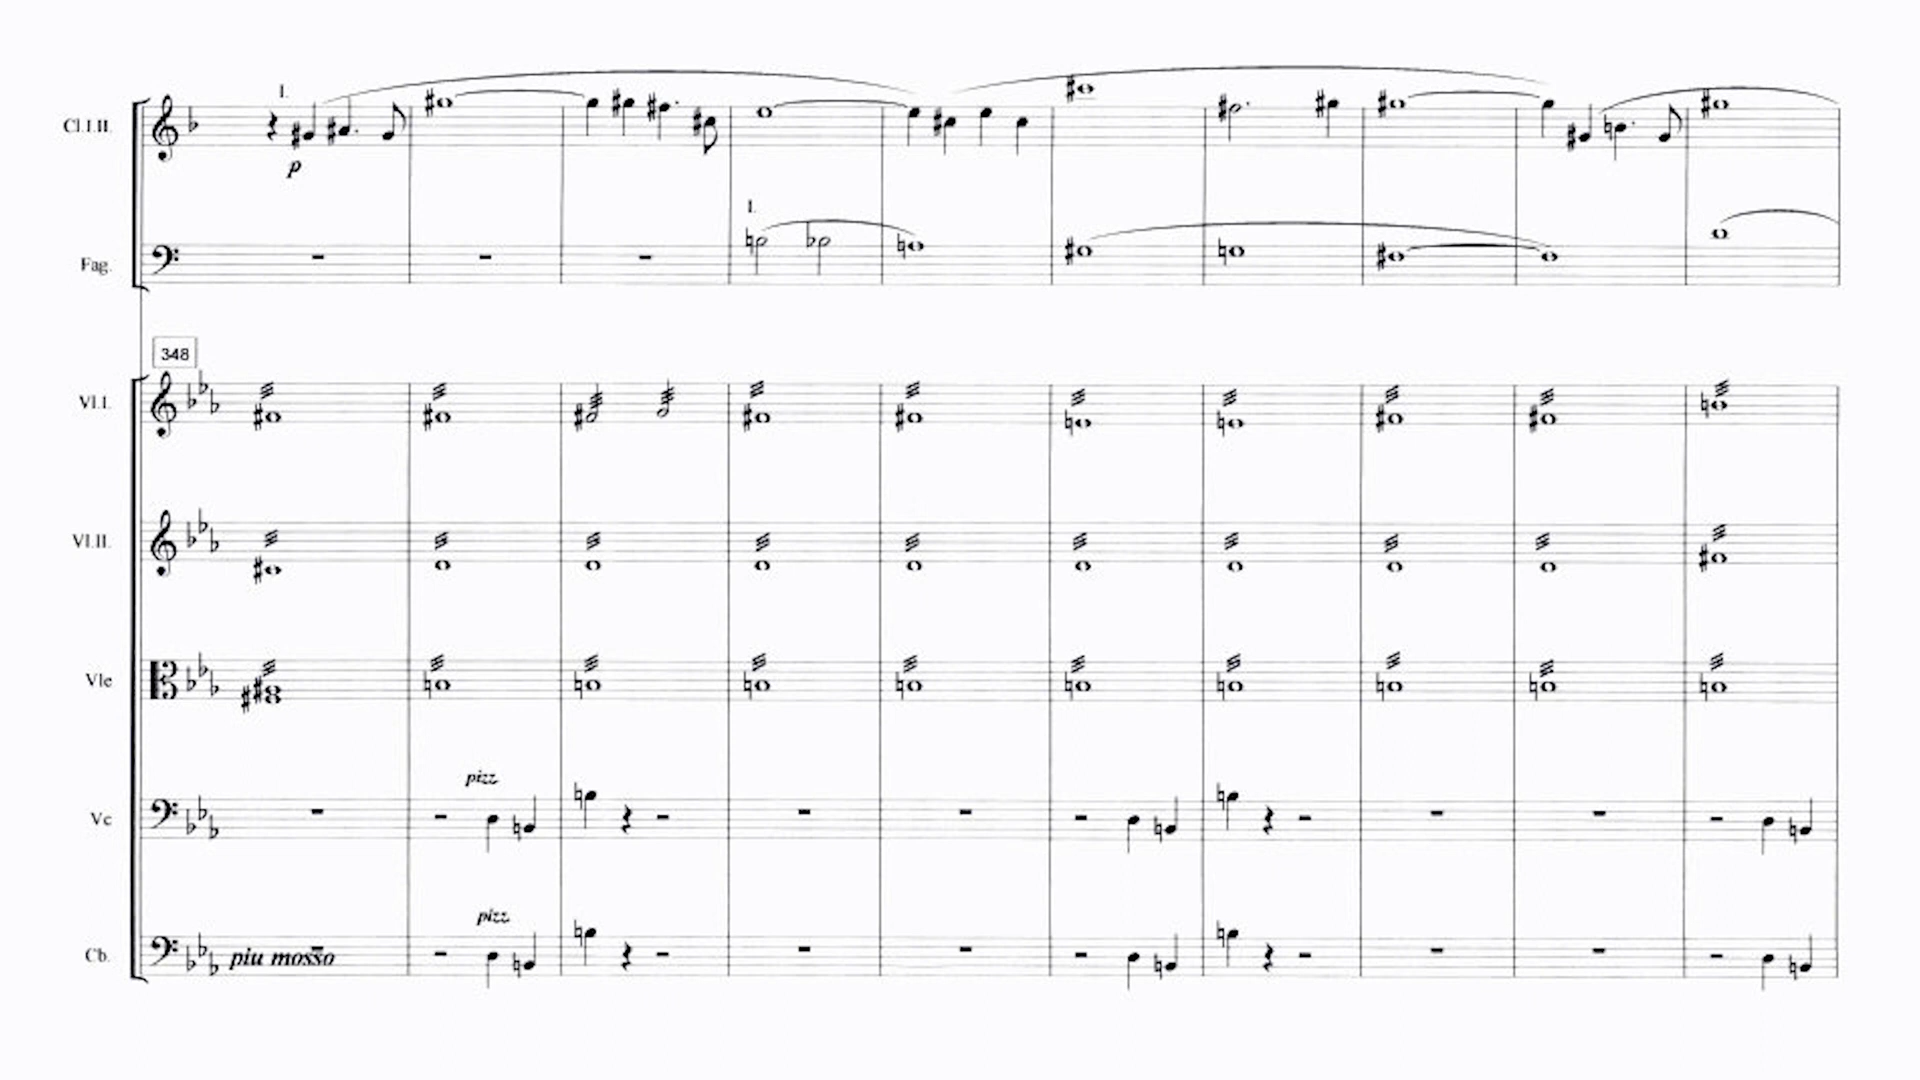 I.
Cl.I.II.
p
I.
Fag.
348
Vl.I.
Vl.II.
Vle
pizz
Vc
pizz
Cb.
piu mosso